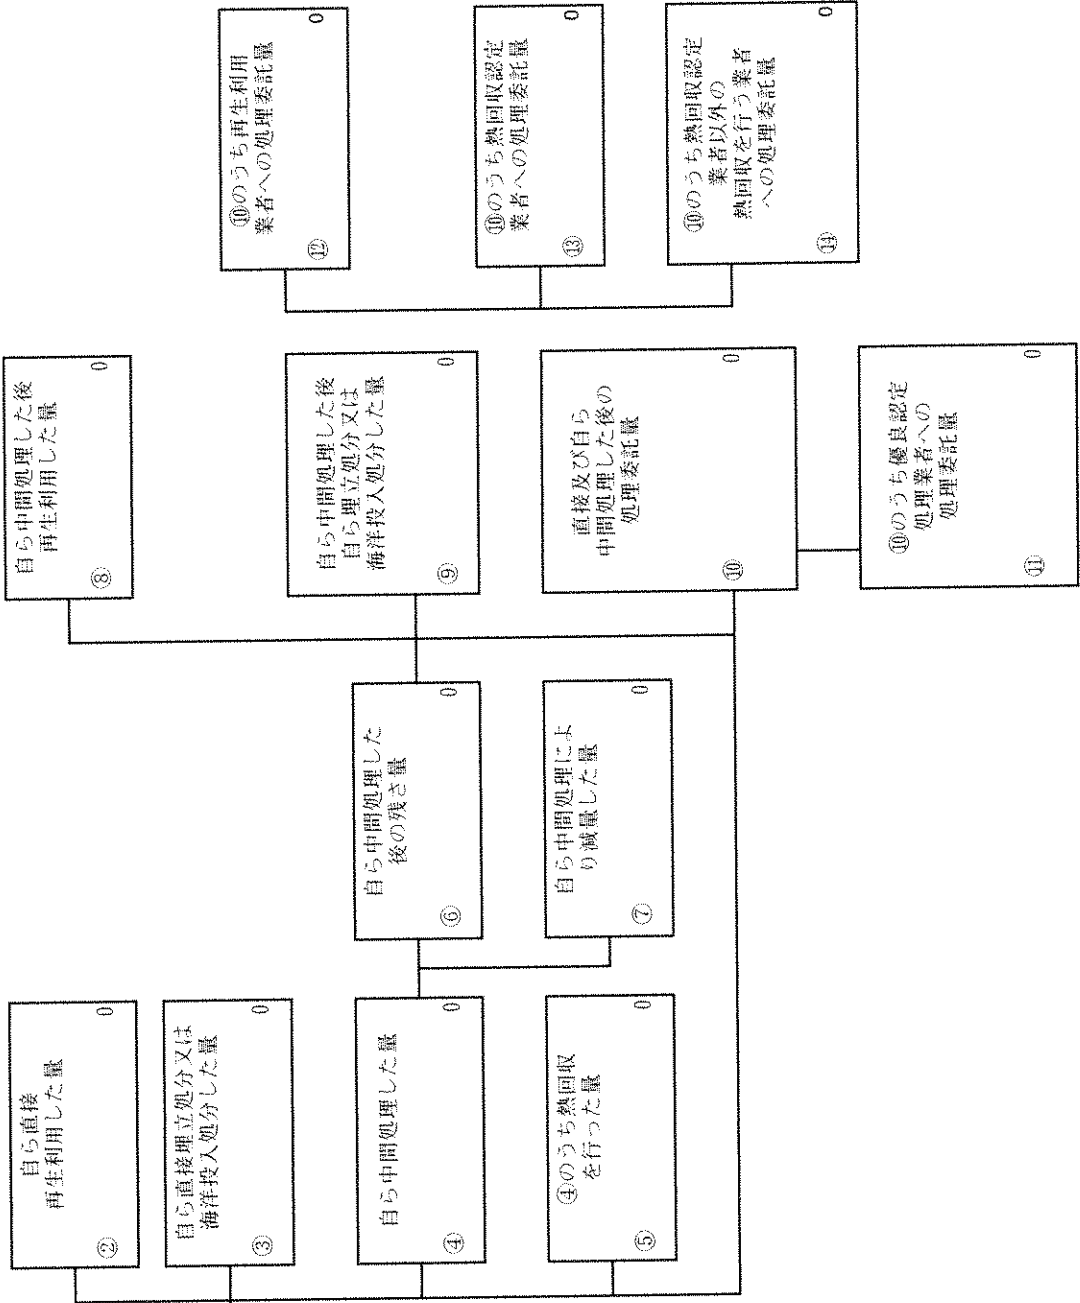 自ら直接
再生利用した量
②
0
自ら直接埋立処分又は
海洋投入処分した量
③
0
自ら中間処理した量
④
0
④のうち熱回収
を行った量
⑤
0
自ら中間処理した
後の残さ量
⑥
0
自ら中間処理によ
り減量した量
⑦
0
自ら中間処理した後
再生利用した量
⑧
0
自ら中間処理した後
自ら埋立処分又は
海洋投入処分した量
⑨
0
直接及び自ら
中間処理した後の
処理委託量
⑩
0
⑩のうち優良認定
処理業者への
処理委託量
⑪
0
⑩のうち再生利用
業者への処理委託量
⑫
0
⑩のうち熱回収認定
業者への処理委託量
⑬
0
⑩のうち熱回収認定
業者以外の
熱回収を行う業者
への処理委託量
⑭
0